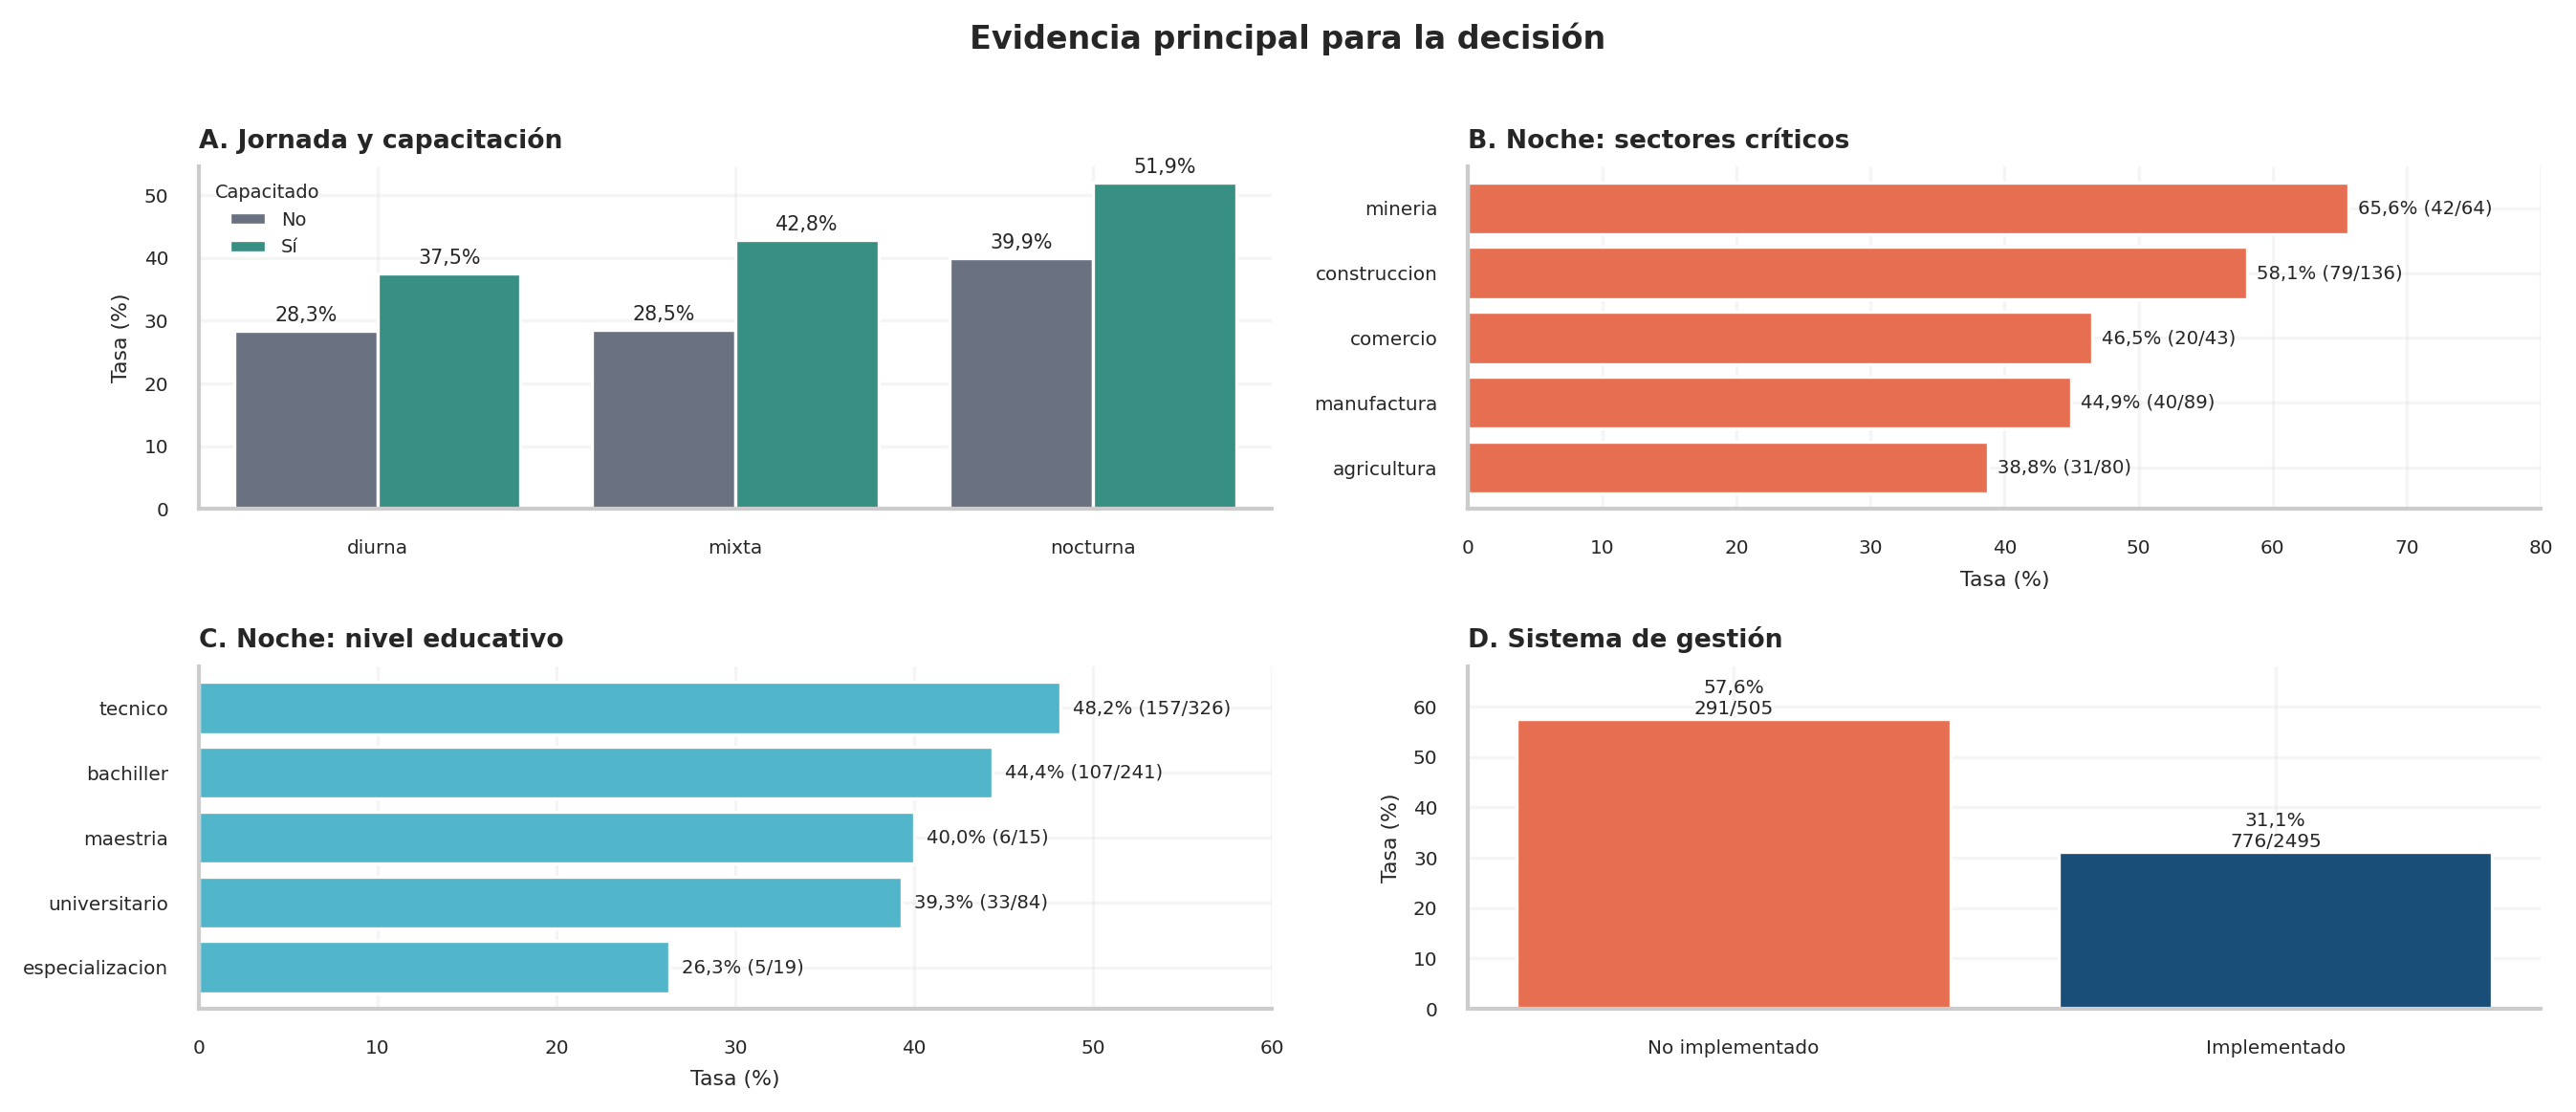 Evidencia principal para la decisión
A. Jornada y capacitación
Capacitado
No
Sí
Tasa (%)
50
40
30
20
10
0
28,3%
37,5%
28,5%
42,8%
39,9%
51,9%
diurna
mixta
nocturna
B. Noche: sectores críticos
mineria
65,6% (42/64)
construccion
58,1% (79/136)
comercio
46,5% (20/43)
manufactura
44,9% (40/89)
agricultura
38,8% (31/80)
0 10 20 30 40 50 60 70 80
Tasa (%)
C. Noche: nivel educativo
tecnico
48,2% (157/326)
bachiller
44,4% (107/241)
maestria
40,0% (6/15)
universitario
39,3% (33/84)
especializacion
26,3% (5/19)
0 10 20 30 40 50 60
Tasa (%)
D. Sistema de gestión
Tasa (%)
60
50
40
30
20
10
0
57,6%
291/505
31,1%
776/2495
No implementado
Implementado